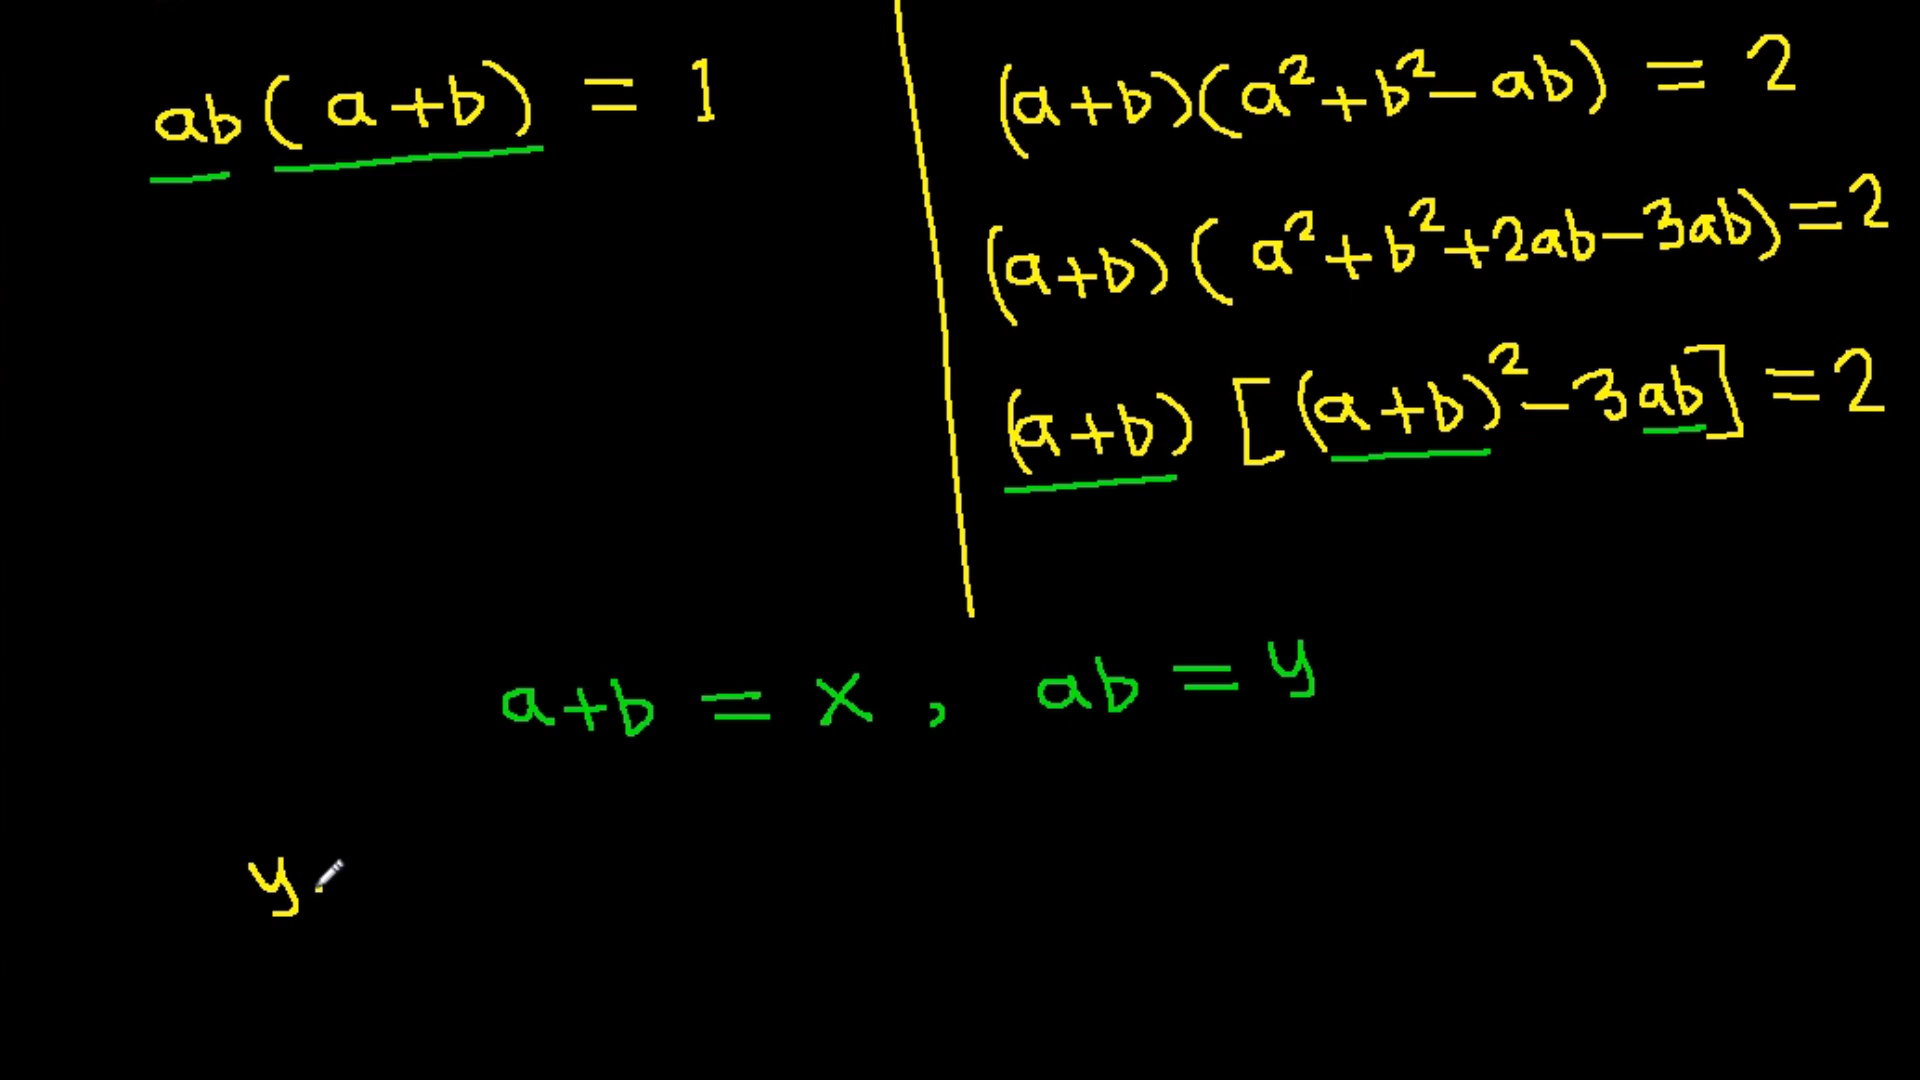 ab(a+b) = 1
(a+b)(a²+b²-ab) = 2
(a+b)(a²+b²+2ab-3ab)=2
(a+b)[(a+b)²-3ab]=2
a+b = x, ab = y
y.